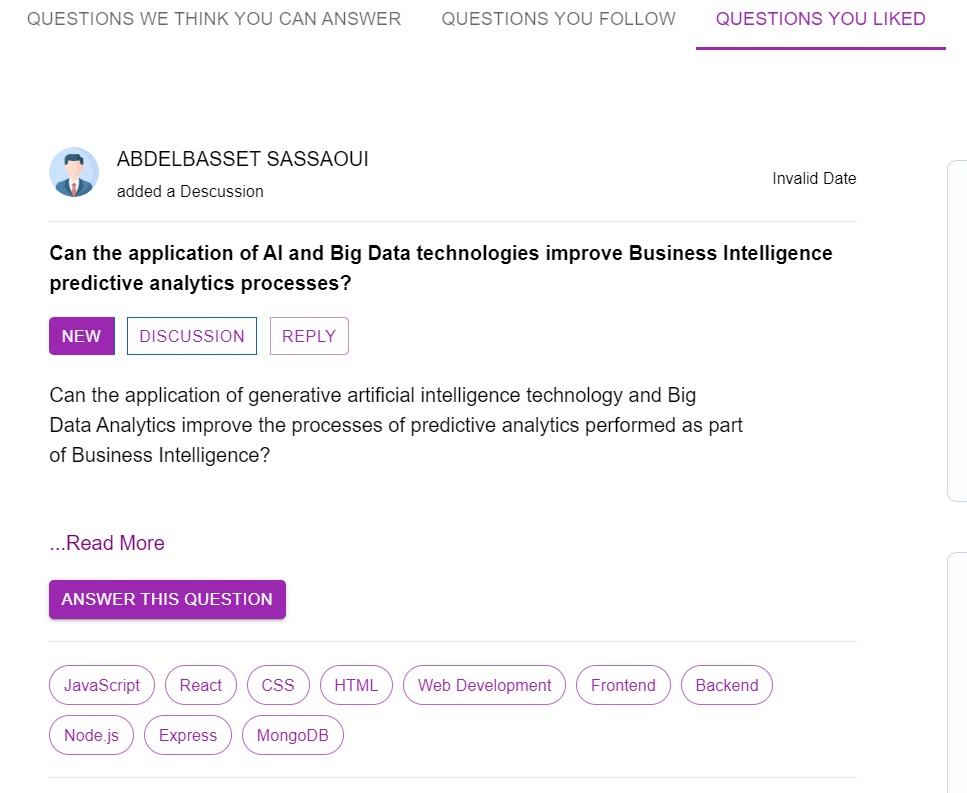 QUESTIONS WE THINK YOU CAN ANSWER QUESTIONS YOU FOLLOW QUESTIONS YOU LIKED
ABDELBASSET SASSAOUI
added a Descussion
Invalid Date
Can the application of AI and Big Data technologies improve Business Intelligence
predictive analytics processes?
NEW DISCUSSION REPLY
Can the application of generative artificial intelligence technology and Big
Data Analytics improve the processes of predictive analytics performed as part
of Business Intelligence?
...Read More
ANSWER THIS QUESTION
JavaScript React CSS HTML Web Development Frontend Backend
Node.js Express MongoDB